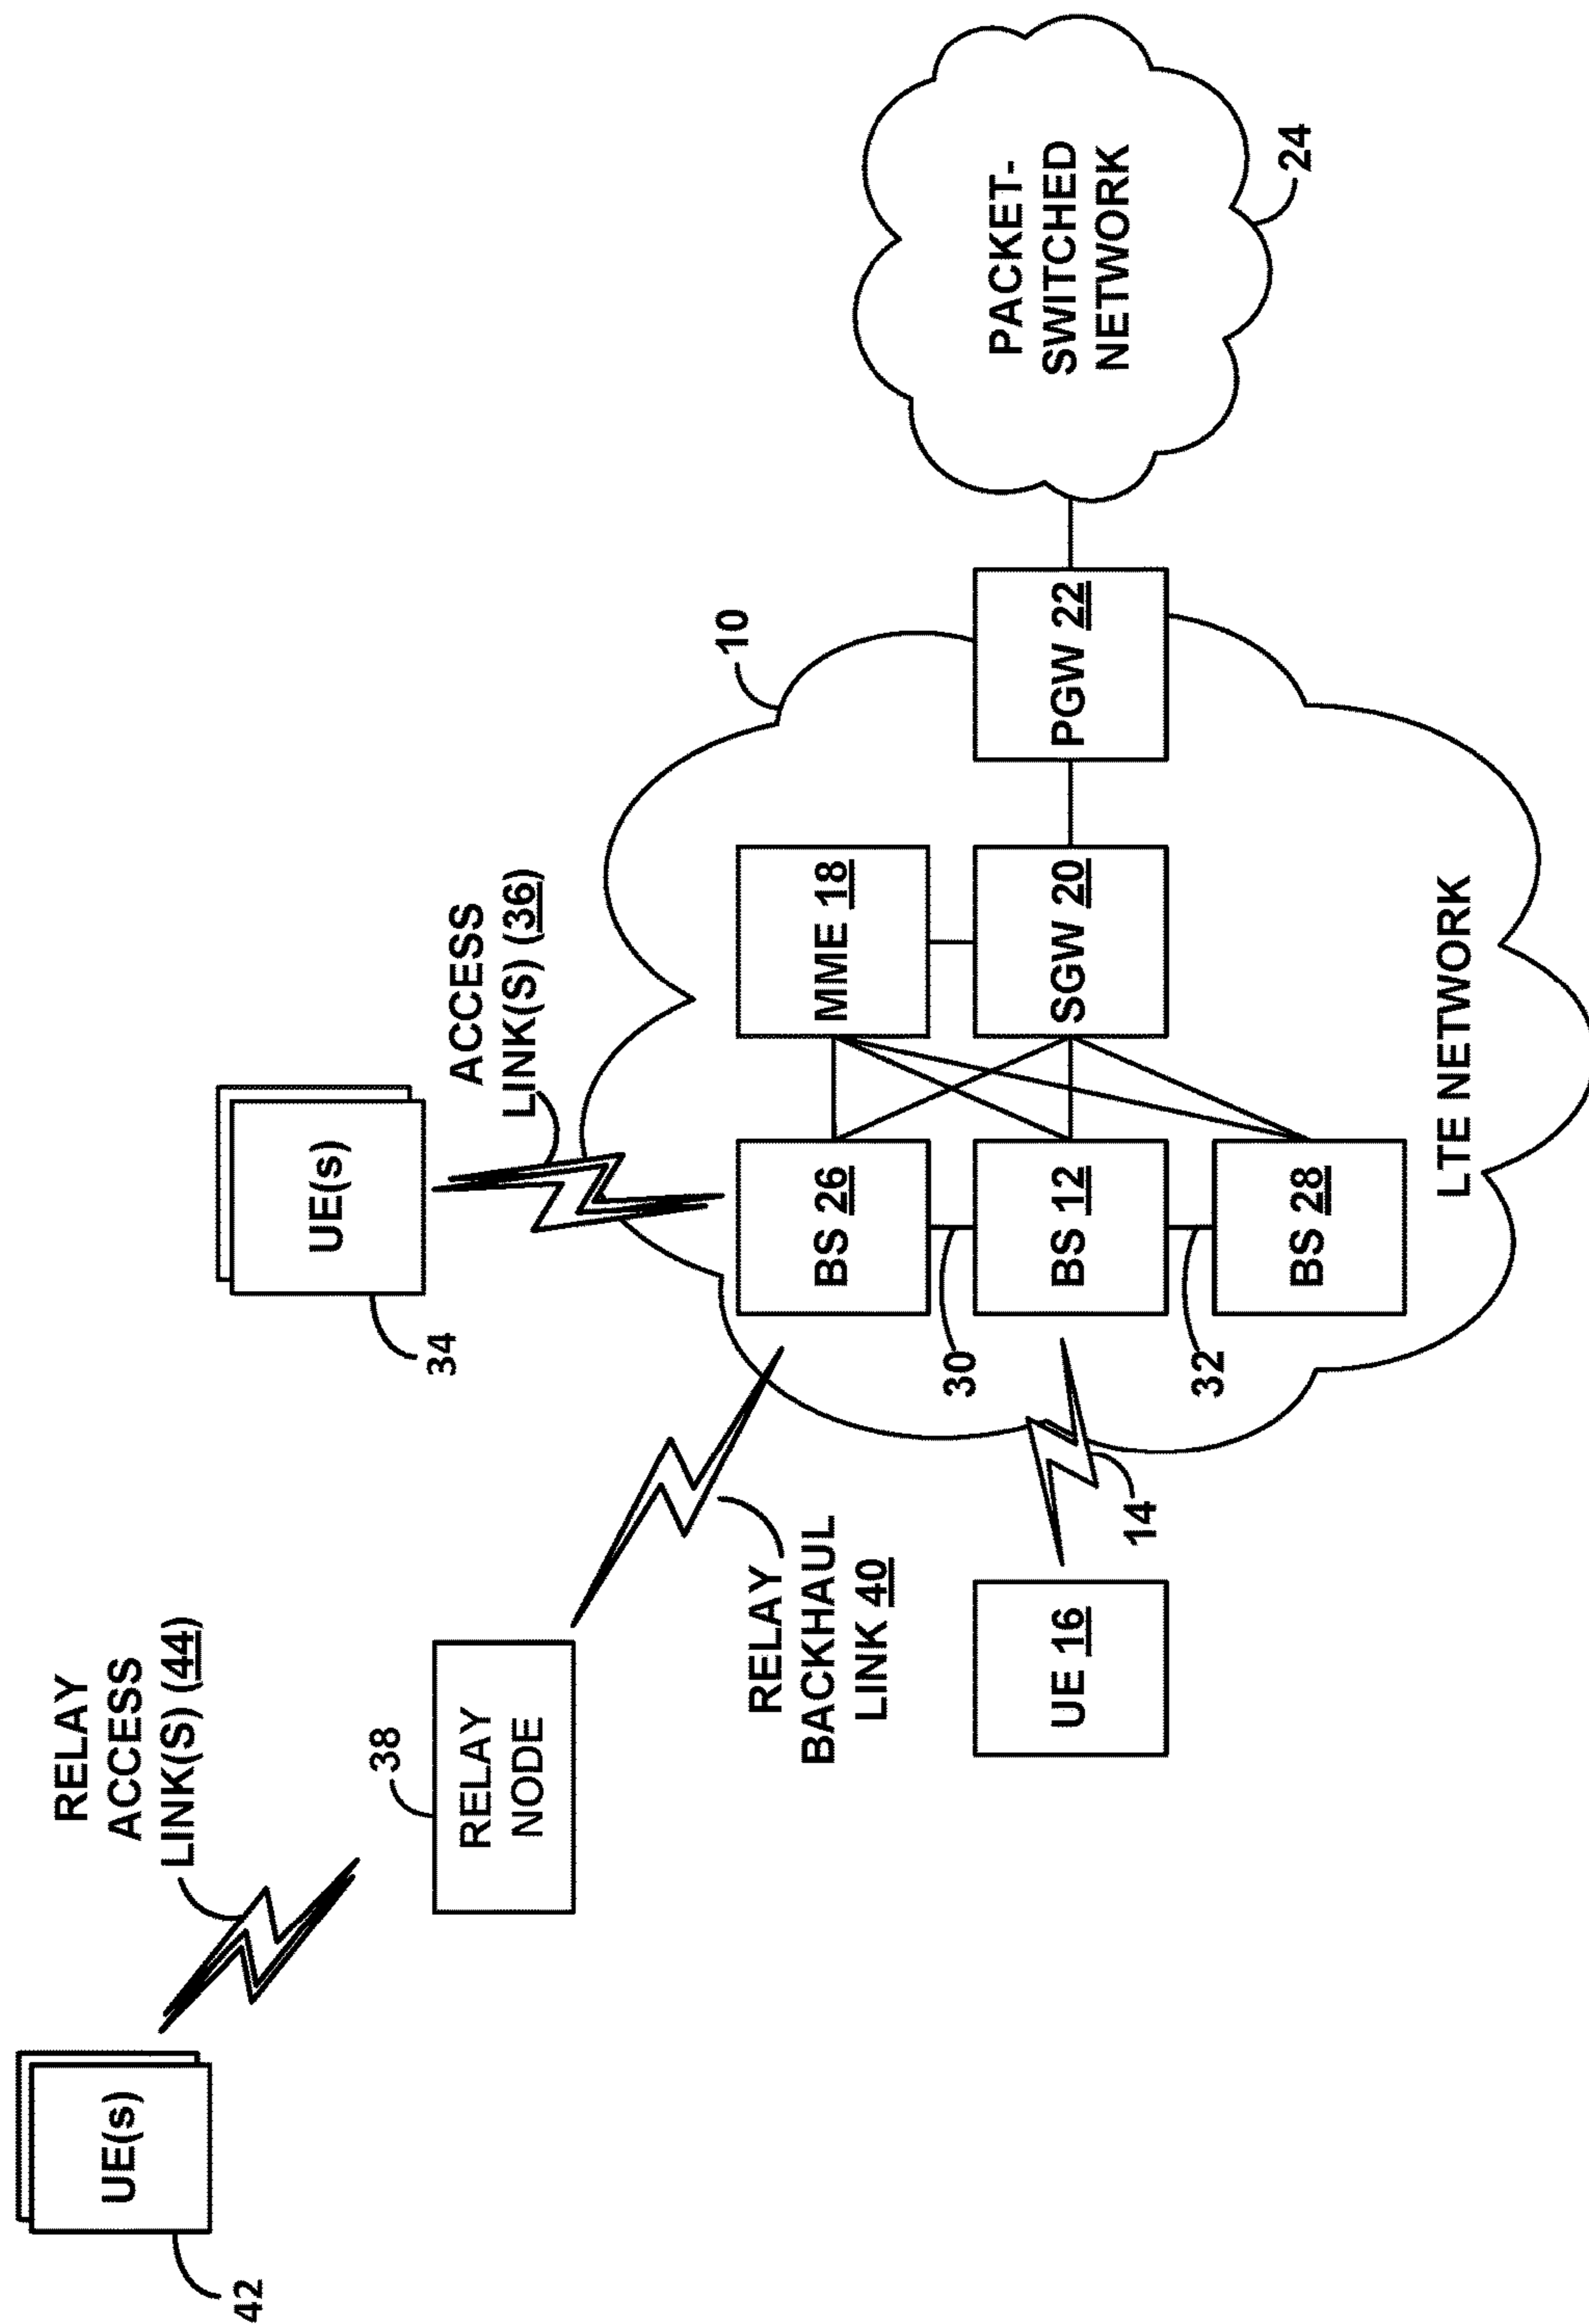 42
UE(s)
RELAY
ACCESS
LINK(S) (44)
38
RELAY
NODE
RELAY
BACKHAUL
LINK 40
34
UE(s)
ACCESS
LINK(S) (36)
10
UE 16
14
BS 26
30
BS 12
32
BS 28
MME 18
SGW 20
PGW 22
LTE NETWORK
PACKET-
SWITCHED
NETWORK
24